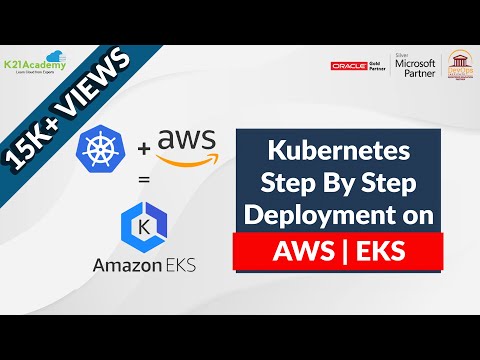 K21Academy
Learn Cloud from Experts
ORACLE Gold Partner
Silver
Microsoft
Partner
DevOps
15K+ VIEWS
+ aws
=
K
Amazon EKS
Kubernetes
Step By Step
Deployment on
AWS | EKS